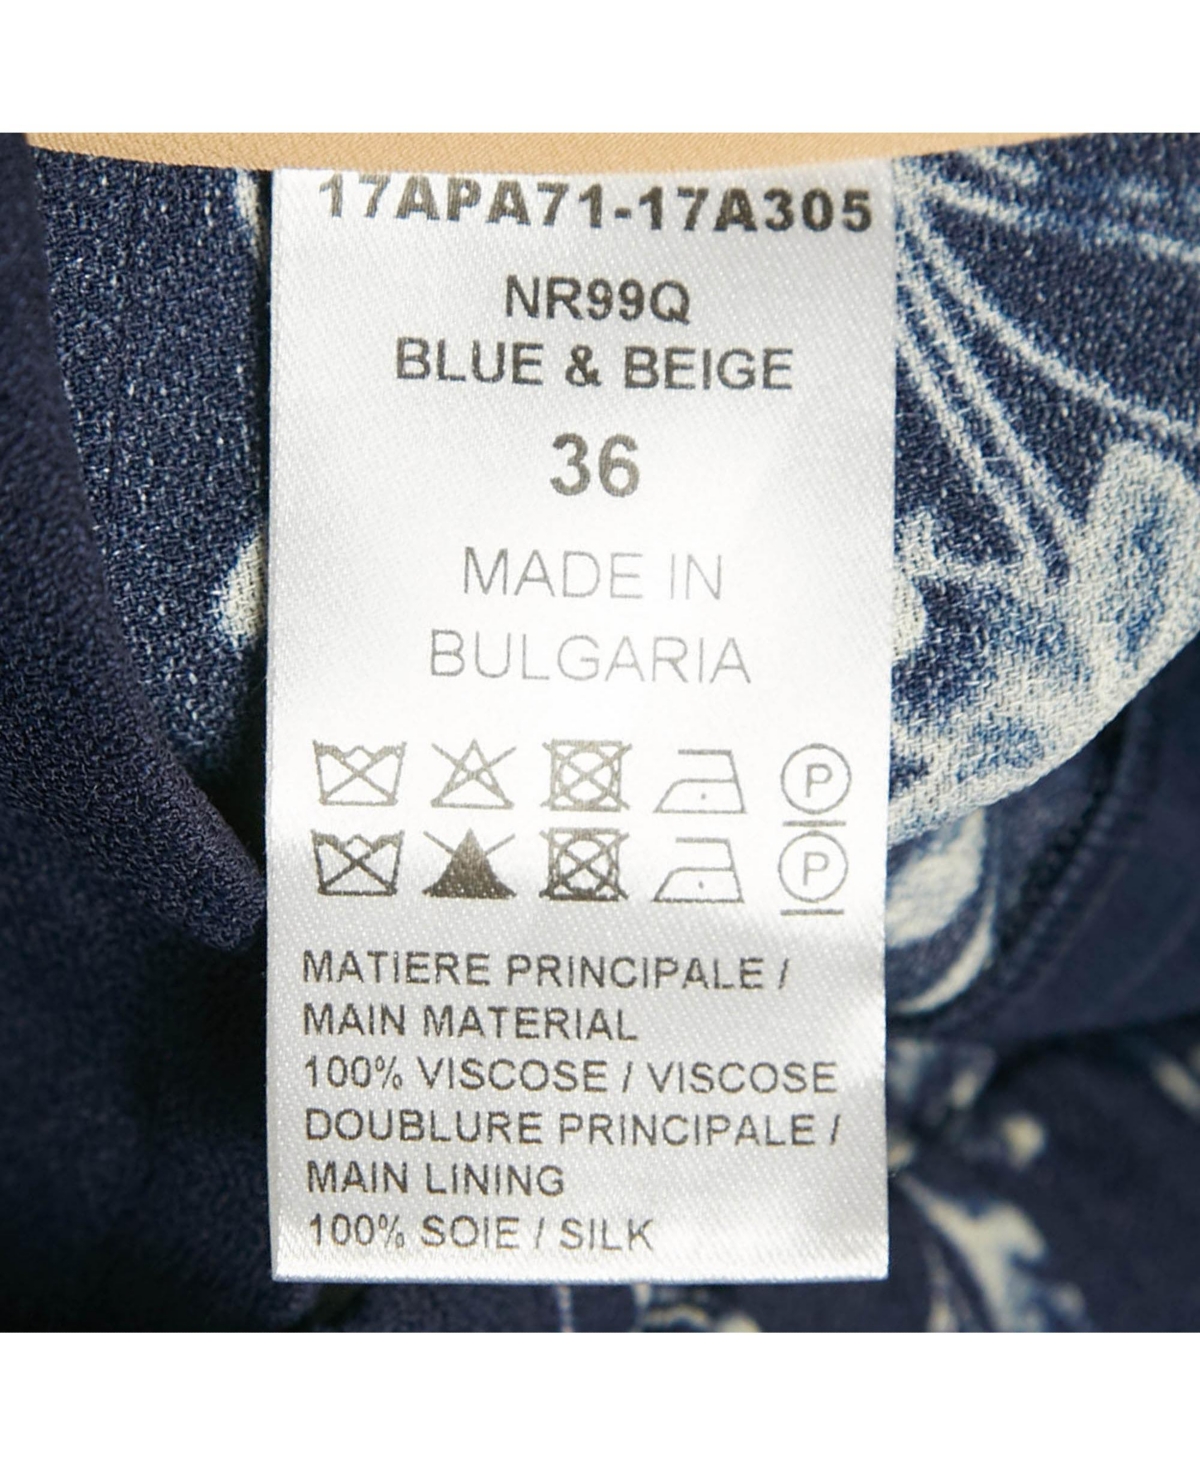 17APA71-17A305
NR99Q
BLUE & BEIGE
36
MADE IN
BULGARIA
P
P
MATIERE PRINCIPALE /
MAIN MATERIAL
100% VISCOSE / VISCOSE
DOUBLURE PRINCIPALE /
MAIN LINING
100% SOIE / SILK